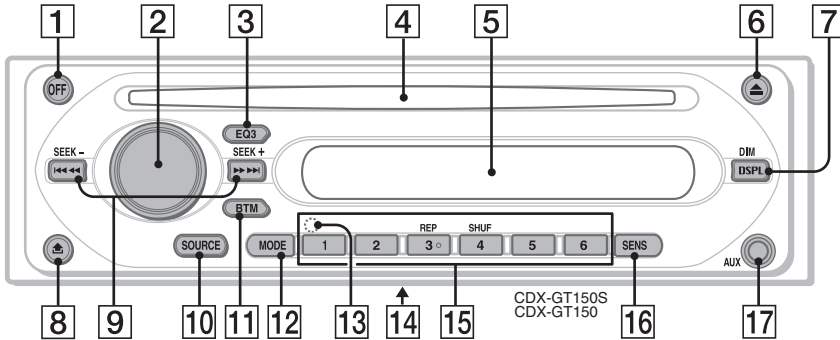 1 2 3 4 5 6 7
OFF
EQ3
SEEK – SEEK + DIM
DSPL
BTM
REP SHUF
SOURCE MODE 1 2 3 4 5 6 SENS
AUX
CDX-GT150S
CDX-GT150
8 9 10 11 12 13 14 15 16 17